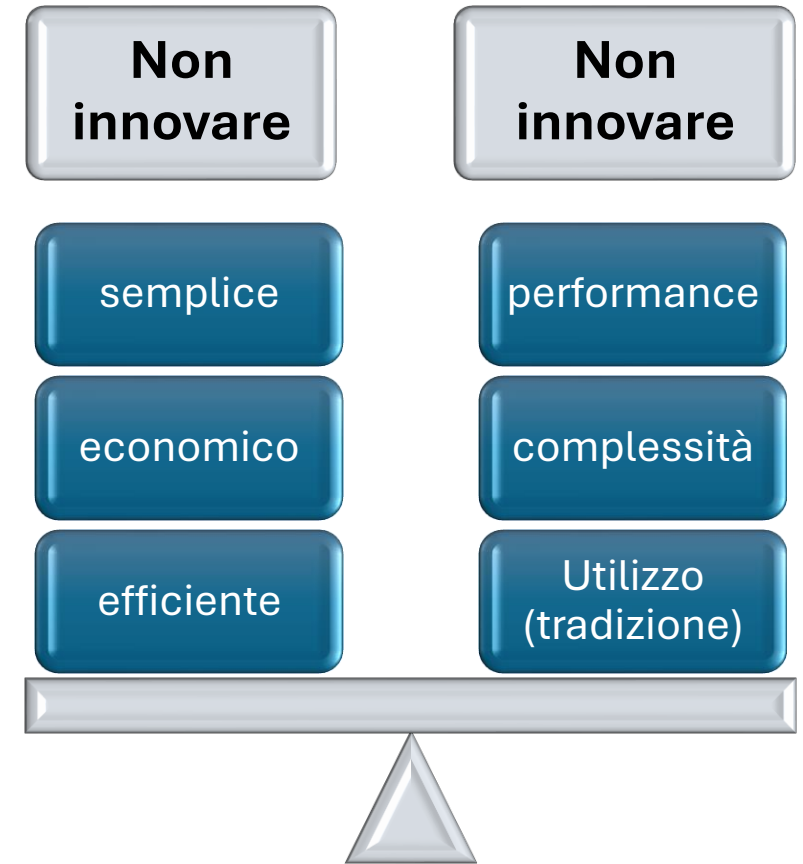 Non
innovare
Non
innovare
semplice
performance
economico
complessità
efficiente
Utilizzo
(tradizione)